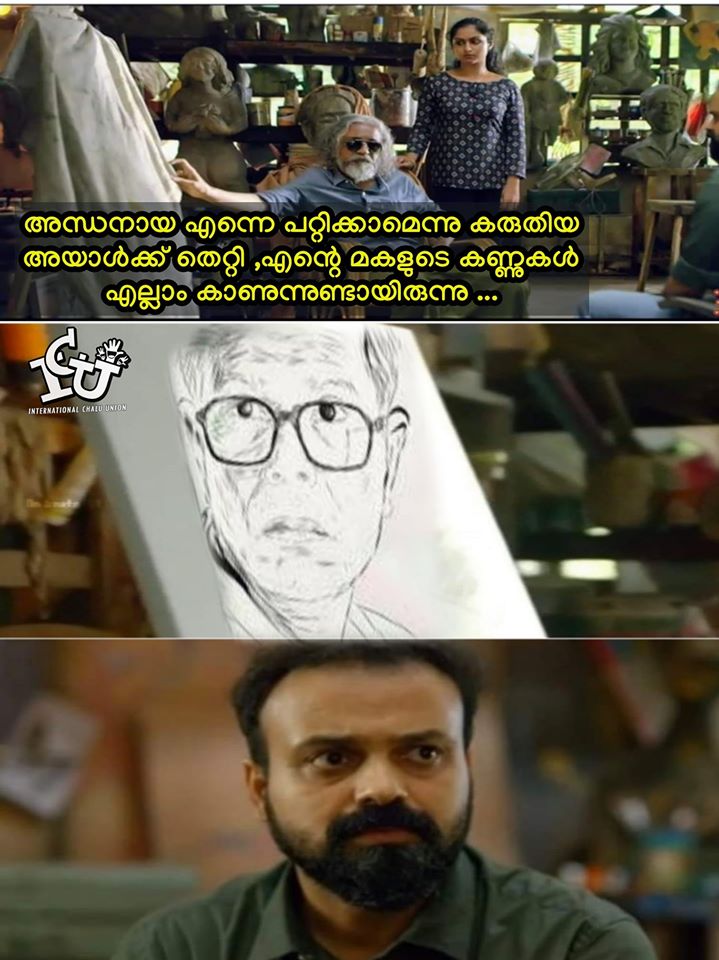 അന്ധനായ എന്നെ പറ്റിക്കാമെന്നു കരുതിയ
അയാൾക്ക് തെറ്റി ,എന്റെ മകളുടെ കണ്ണുകൾ
എല്ലാം കാണുന്നുണ്ടായിരുന്നു ...
ICU
INTERNATIONAL CHALU UNION